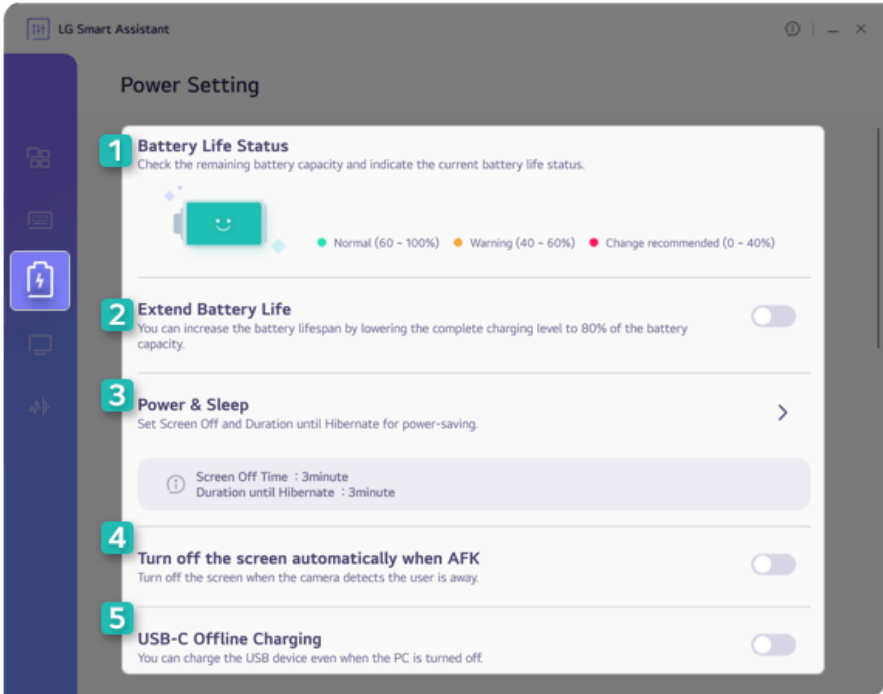 LG Smart Assistant
Power Setting
1
Battery Life Status
Check the remaining battery capacity and indicate the current battery life status.
Normal (60 ~ 100%) Warning (40 ~ 60%) Change recommended (0 ~ 40%)
2
Extend Battery Life
You can increase the battery lifespan by lowering the complete charging level to 80% of the battery
capacity.
3
Power & Sleep
Set Screen Off and Duration until Hibernate for power-saving.
Screen Off Time : 3minute
Duration until Hibernate : 3minute
4
Turn off the screen automatically when AFK
Turn off the screen when the camera detects the user is away.
5
USB-C Offline Charging
You can charge the USB device even when the PC is turned off.